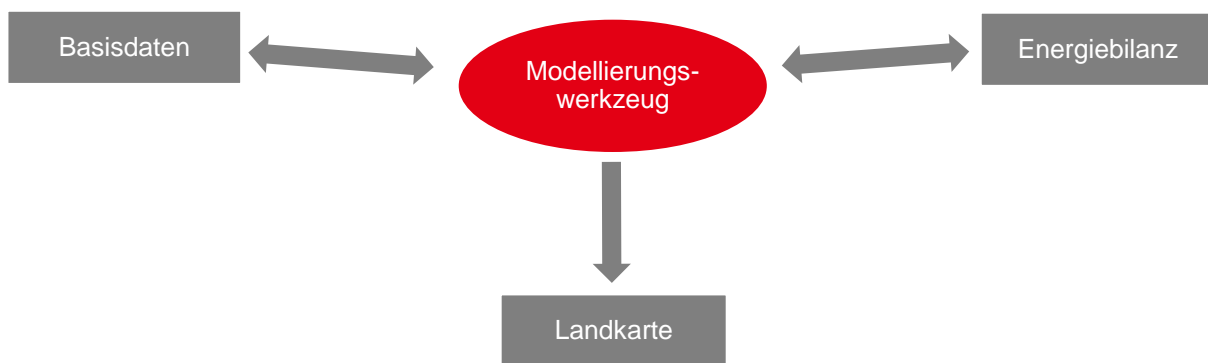 Basisdaten
Modellierungs-
werkzeug
Energiebilanz
Landkarte